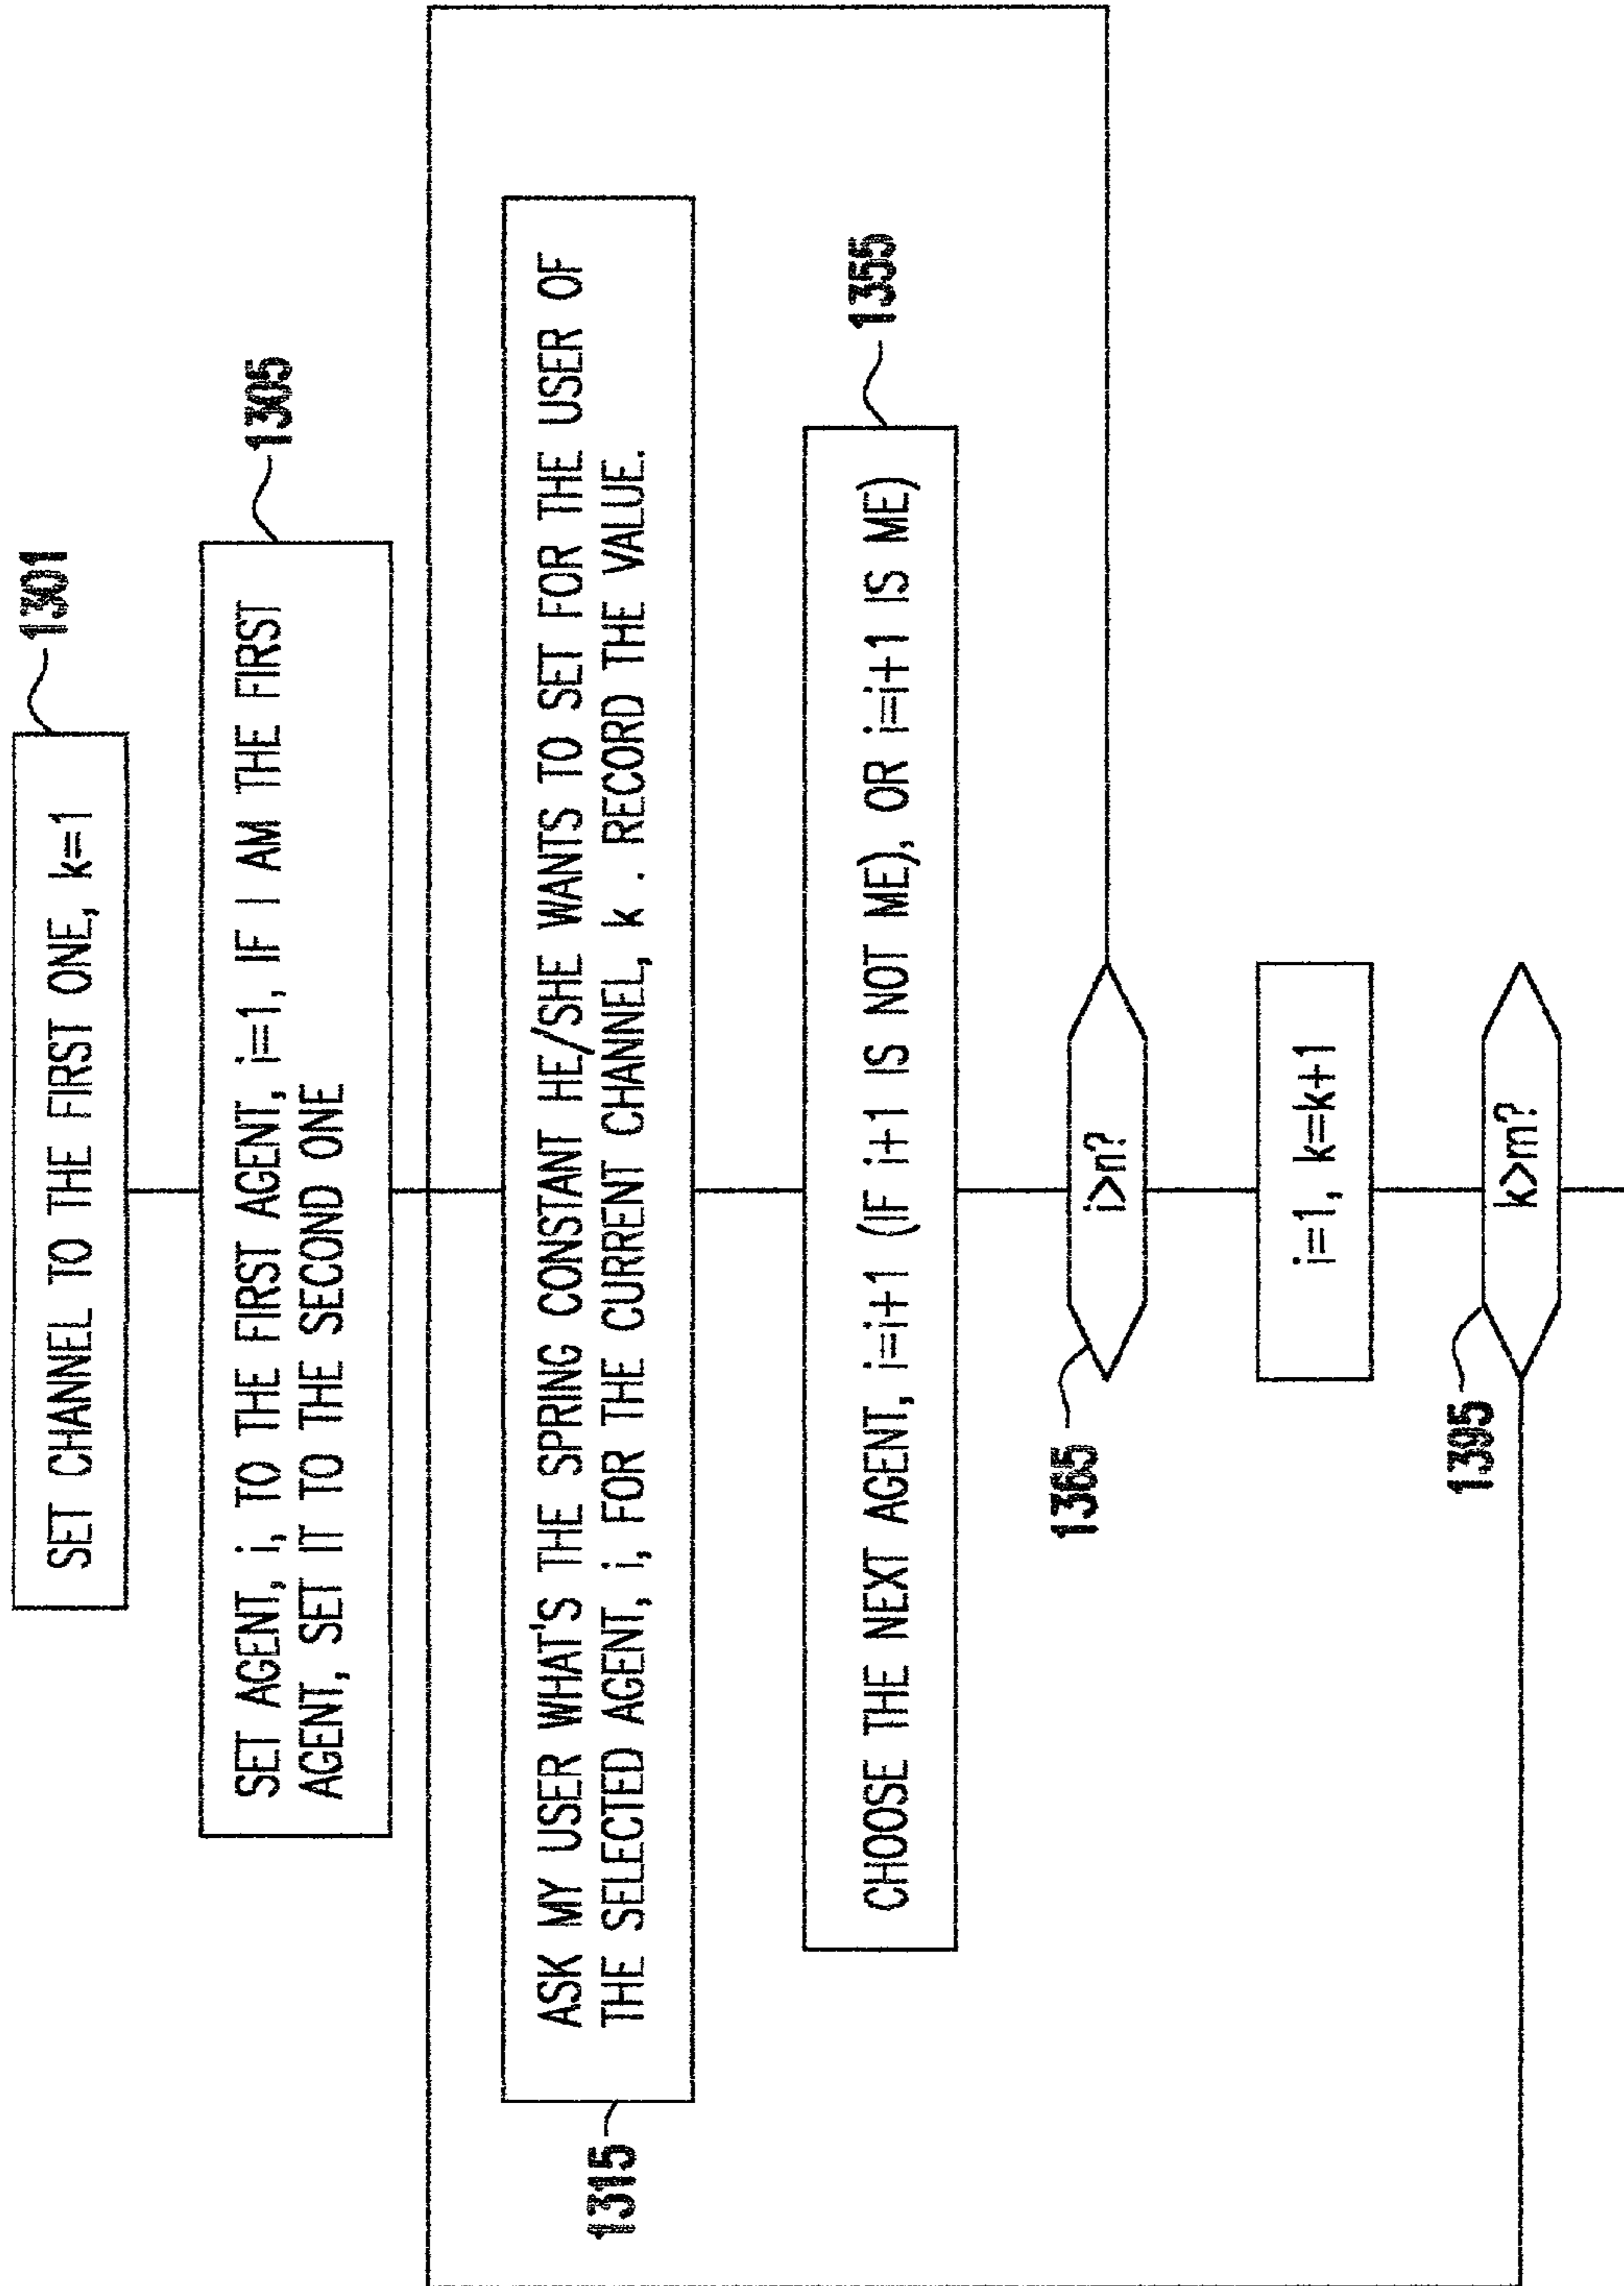 SET CHANNEL TO THE FIRST ONE, k=1
1301
SET AGENT, i, TO THE FIRST AGENT, i=1, IF I AM THE FIRST
AGENT, SET IT TO THE SECOND ONE
1305
1315
ASK MY USER WHAT'S THE SPRING CONSTANT HE/SHE WANTS TO SET FOR THE USER OF
THE SELECTED AGENT, i, FOR THE CURRENT CHANNEL, k . RECORD THE VALUE.
CHOOSE THE NEXT AGENT, i=i+1 (IF i+1 IS NOT ME), OR i=i+1 IS ME)
1355
1365
i>n?
i=1, k=k+1
1395
k>m?